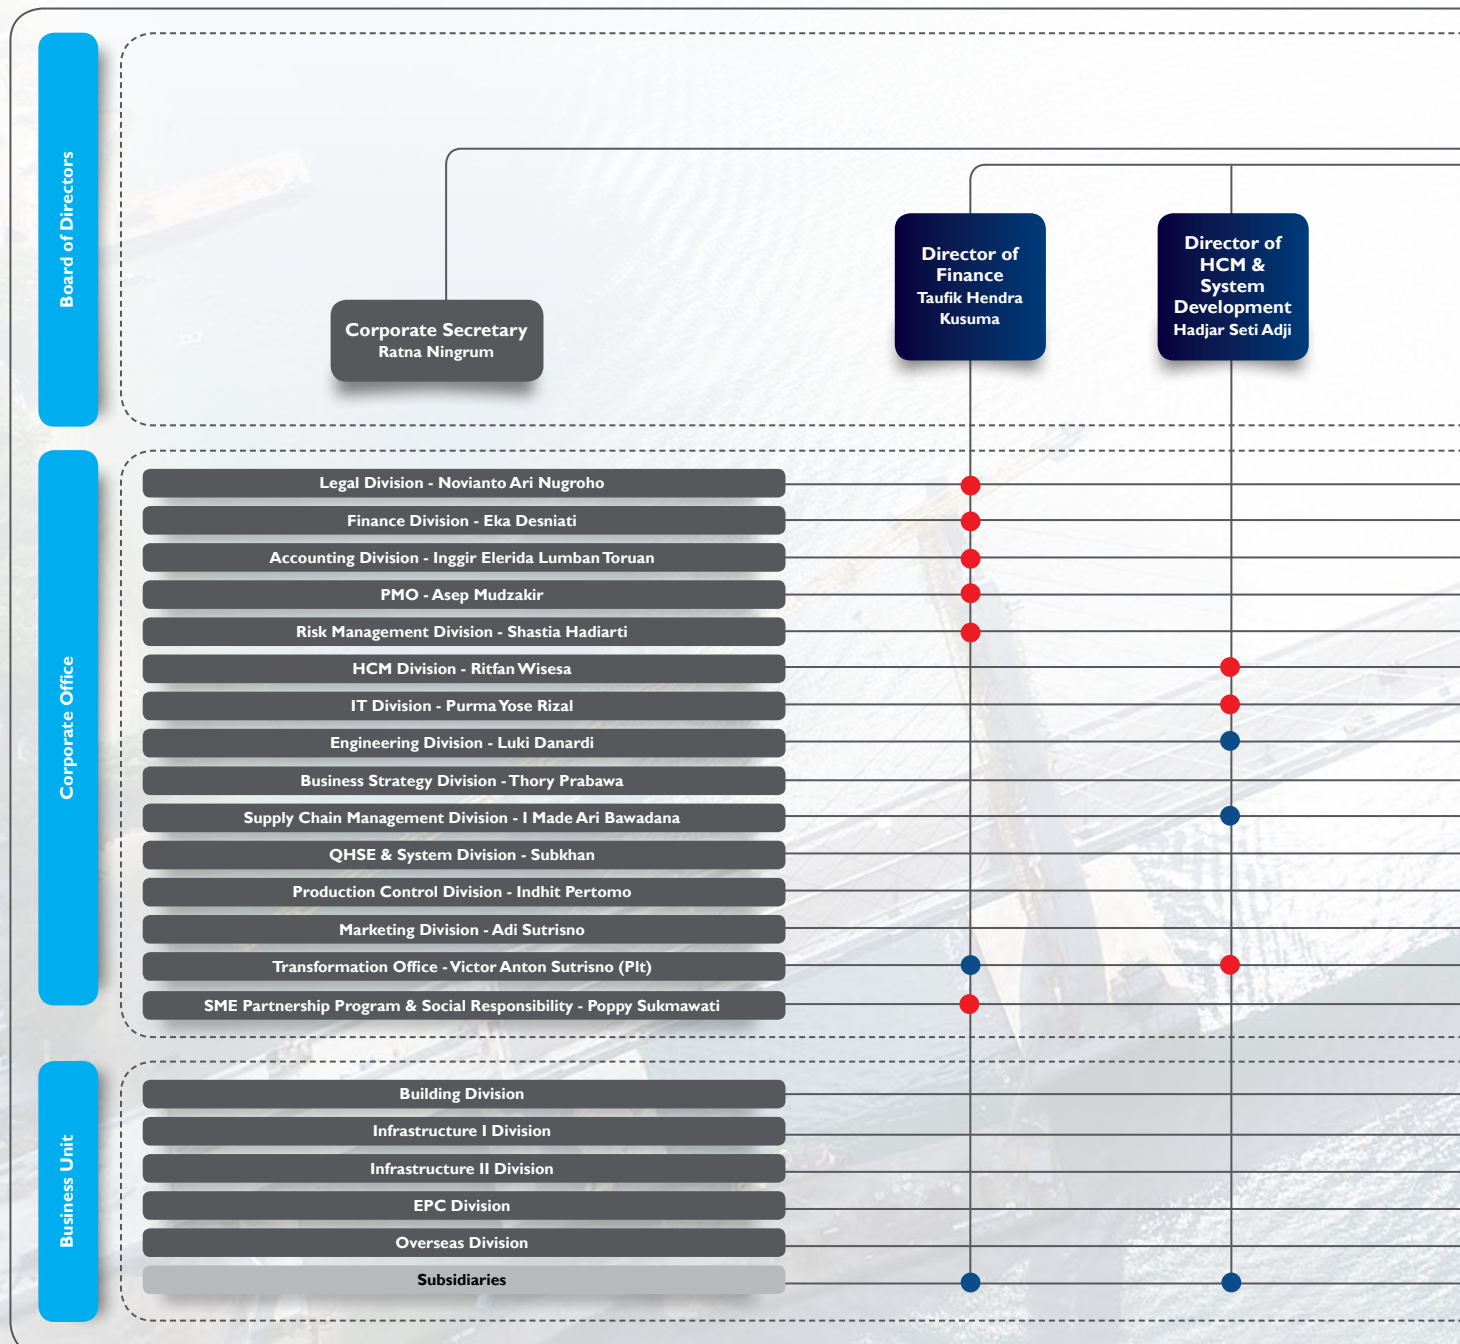 Board of Directors
Corporate Secretary
Ratna Ningrum
Director of
Finance
Taufik Hendra
Kusuma
Director of
HCM &
System
Development
Hadjar Seti Adji
Corporate Office
Legal Division - Novianto Ari Nugroho
Finance Division - Eka Desniati
Accounting Division - Inggir Elerida Lumban Toruan
PMO - Asep Mudzakir
Risk Management Division - Shastia Hadiarti
HCM Division - Ritfan Wisesa
IT Division - Purma Yose Rizal
Engineering Division - Luki Danardi
Business Strategy Division - Thory Prabawa
Supply Chain Management Division - I Made Ari Bawadana
QHSE & System Division - Subkhan
Production Control Division - Indhit Pertomo
Marketing Division - Adi Sutrisno
Transformation Office - Victor Anton Sutrisno (Plt)
SME Partnership Program & Social Responsibility - Poppy Sukmawati
Business Unit
Building Division
Infrastructure I Division
Infrastructure II Division
EPC Division
Overseas Division
Subsidiaries